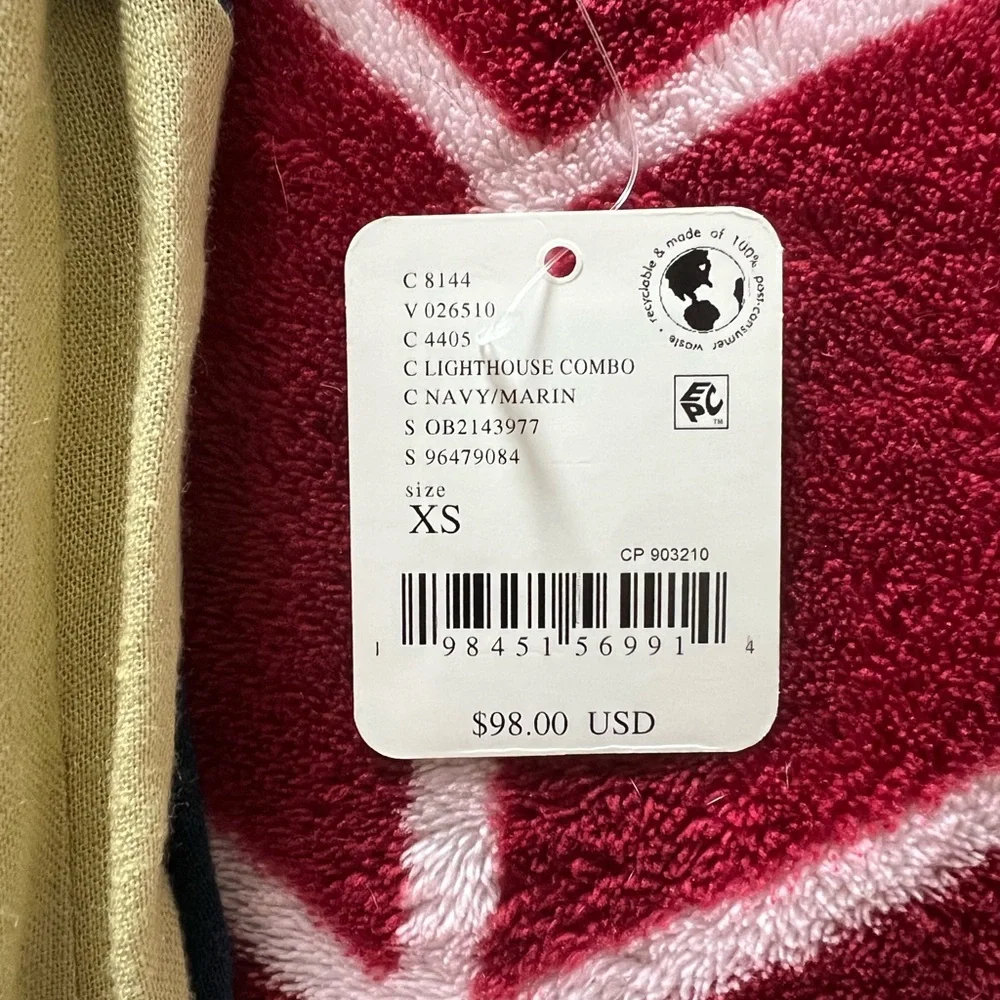 C 8144
V 026510
C 4405
C LIGHTHOUSE COMBO
C NAVY/MARIN
S OB2143977
S 96479084
size
XS
recyclable & made of 100% post-consumer waste •
EPC
TM
CP 903210
1 98451 56991 4
$98.00 USD